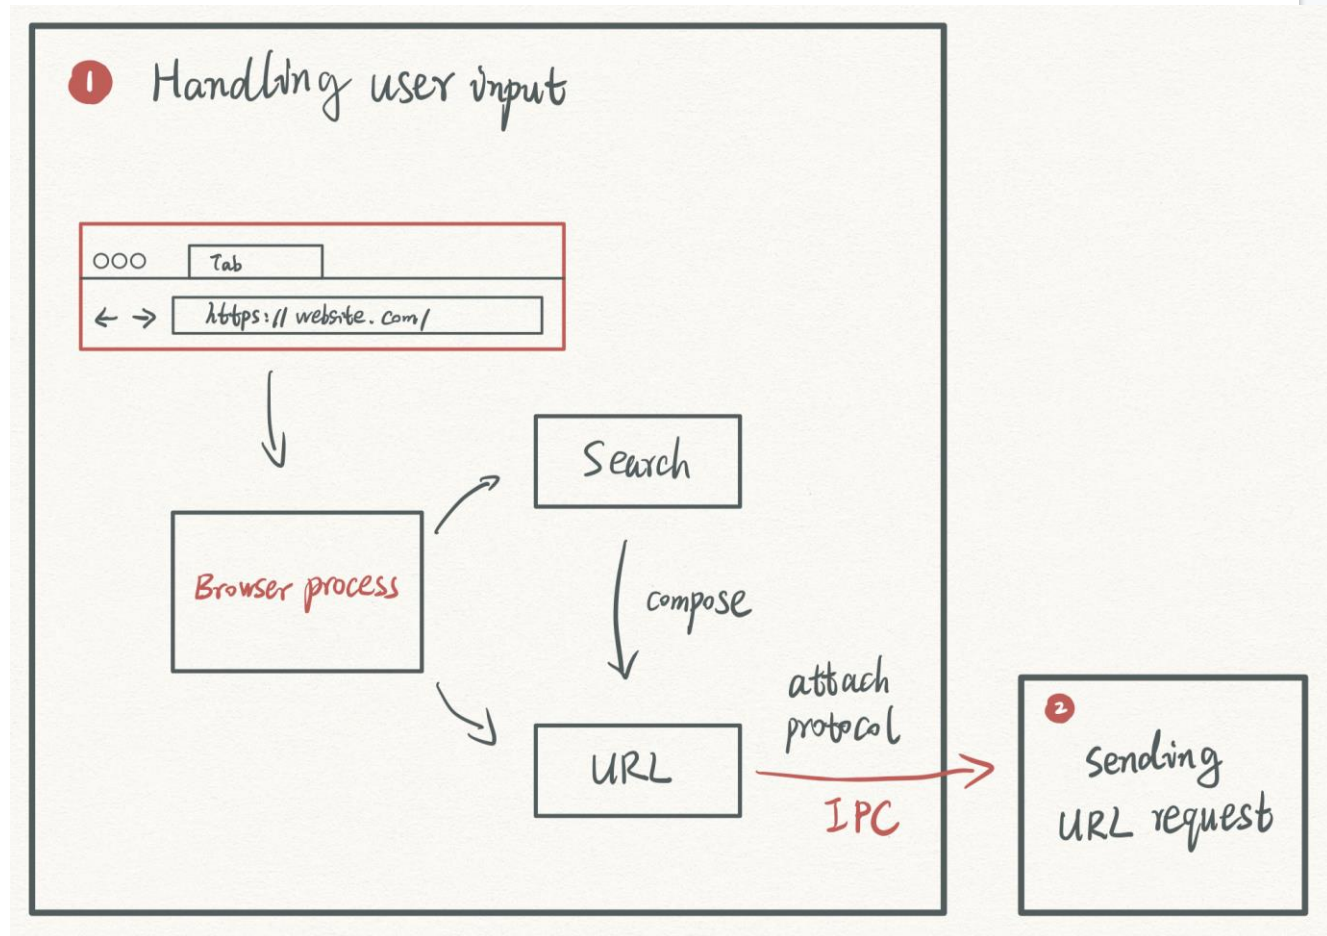 1 Handling user input
Tab
https://website.com/
Search
Browser process
compose
attach
protocol
URL
IPC
2
Sending
URL request